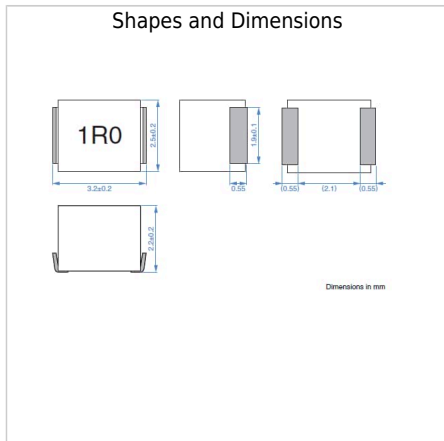 Shapes and Dimensions
1R0
2.5±0.2
3.2±0.2
1.9±0.1
0.55
(0.55)
(2.1)
(0.55)
2.2±0.2
Dimensions in mm